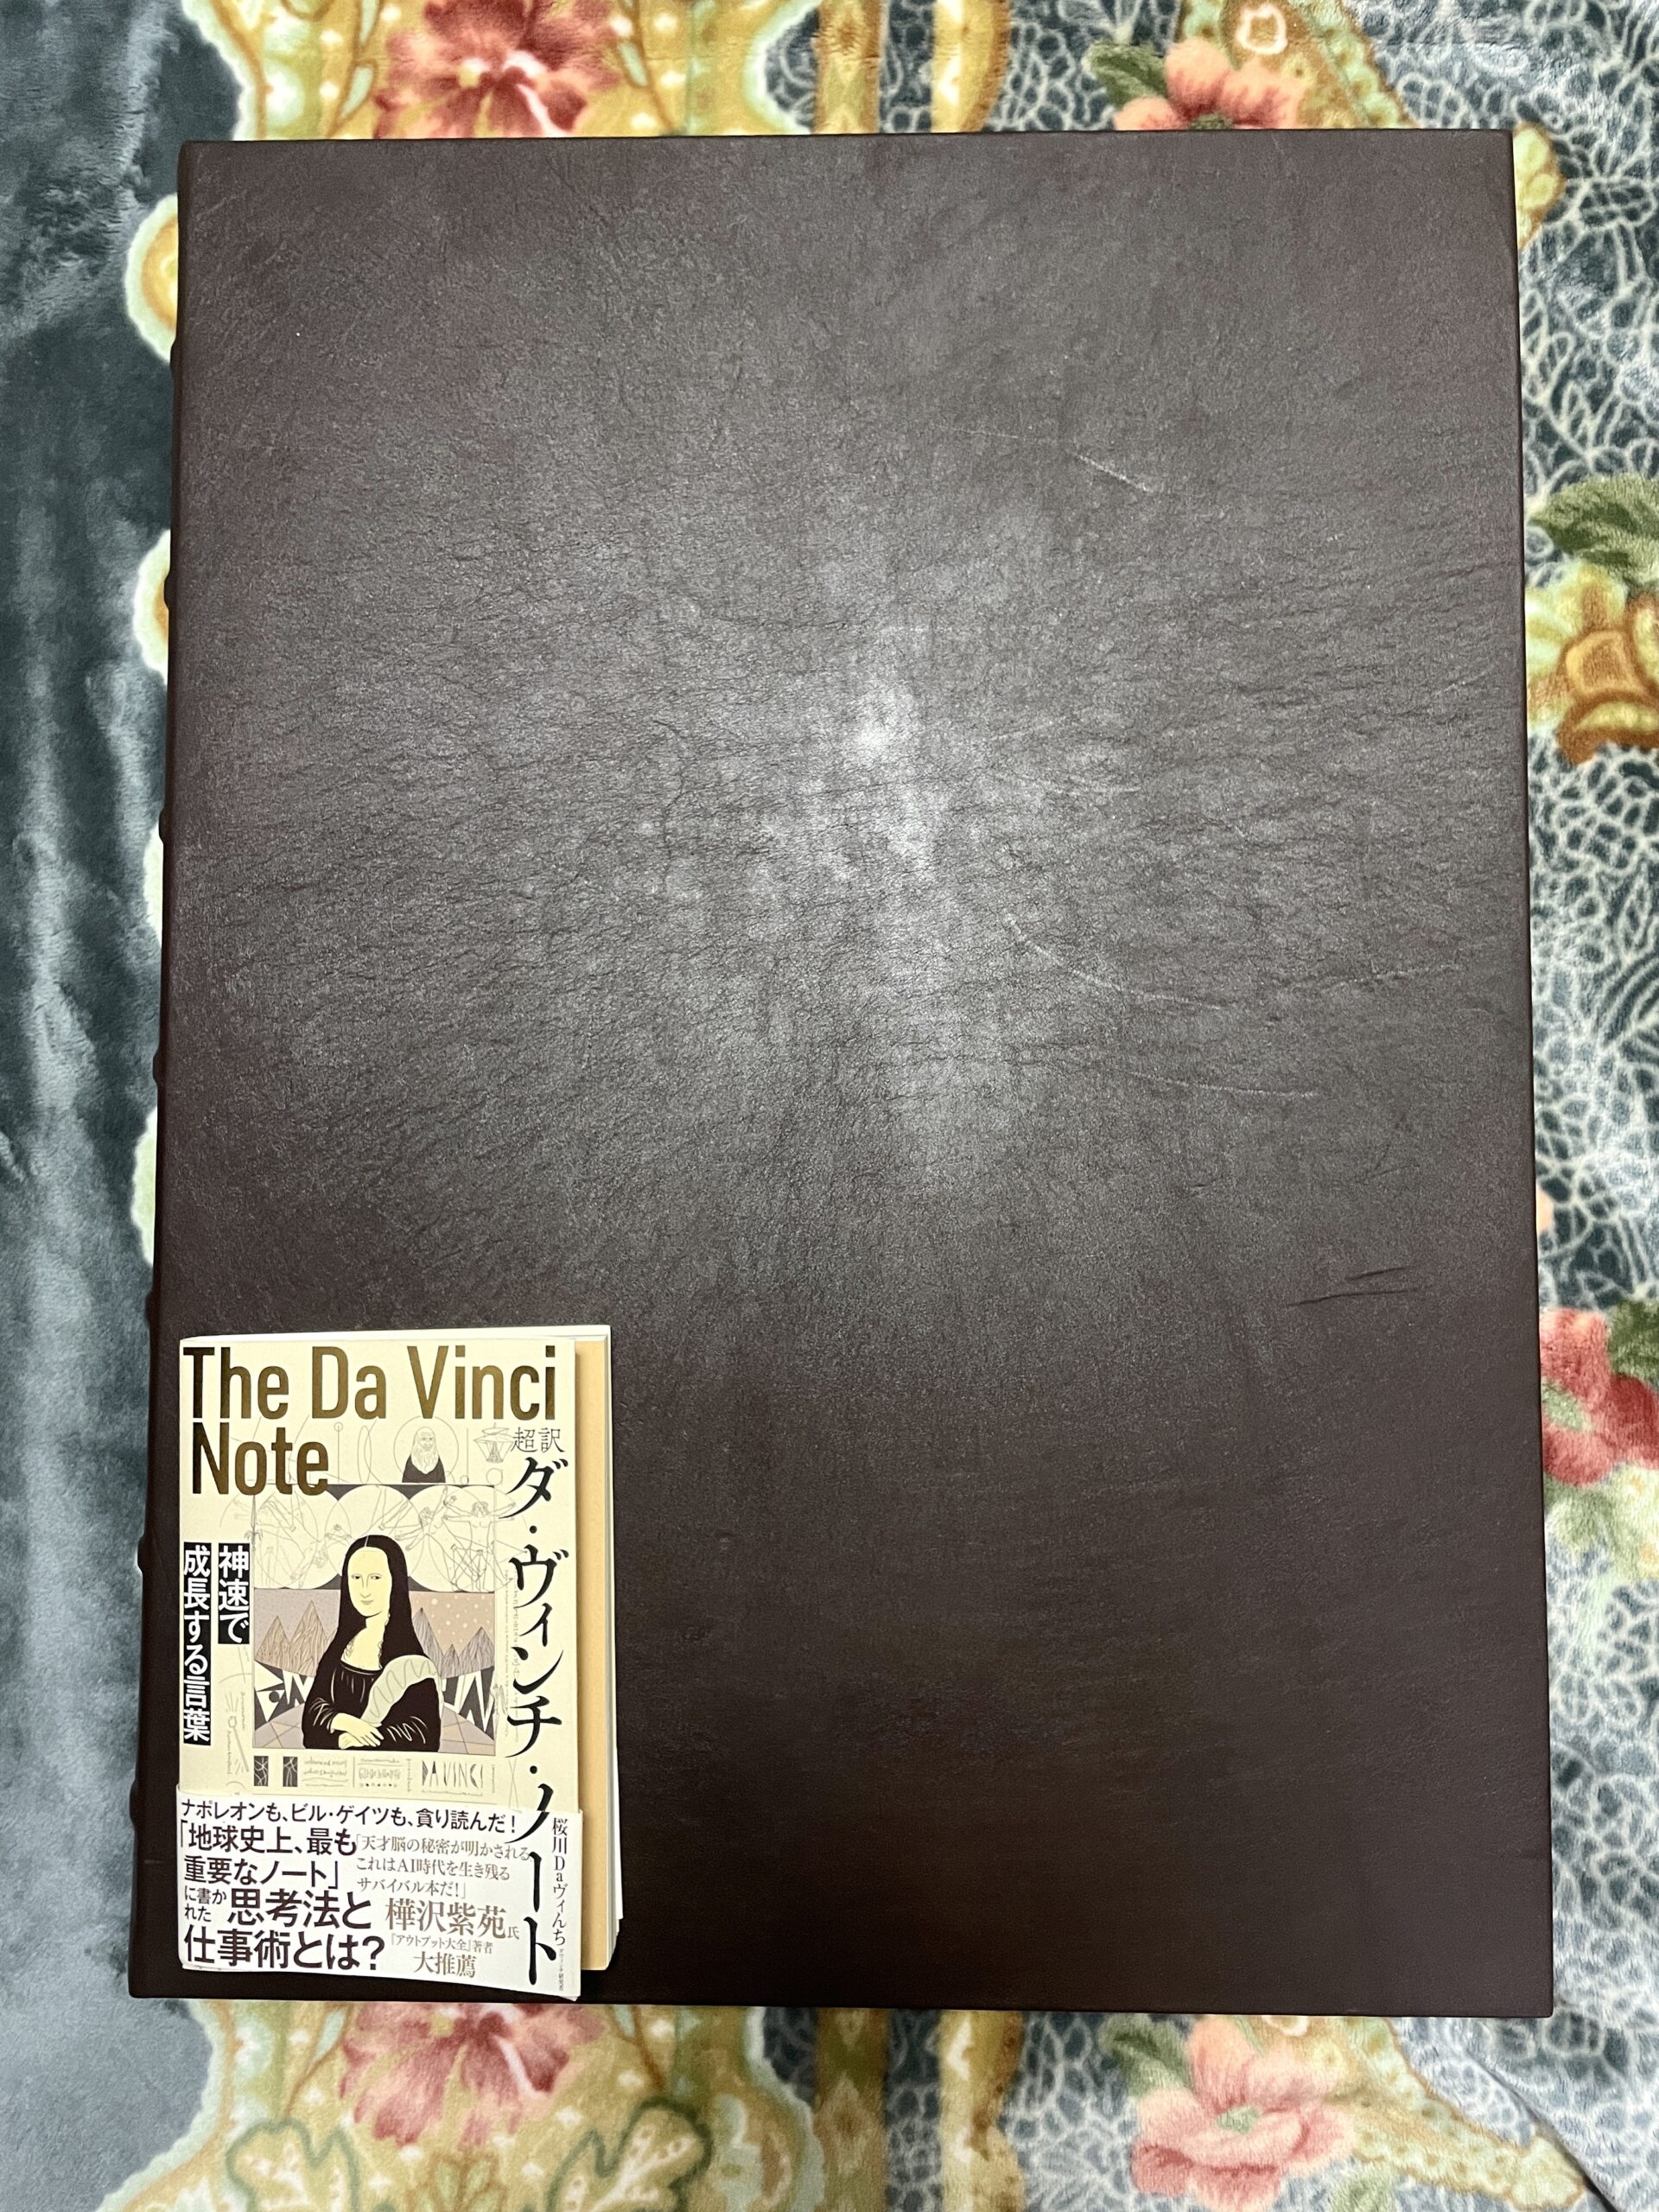 The Da Vinci
Note
超訳
ダ・ヴィンチ・ノート
神速で
成長する言葉
DA VINCI
桜川Daヴィんち
ナポレオンも、ビル・ゲイツも、貪り読んだ！
「地球史上、最も
重要なノート」
に書か
れた
思考法と
仕事術とは?
「天才脳の秘密が明かされる
これはAI時代を生き残る
サバイバル本だ！」
樺沢紫苑氏
『アウトプット大全』著者
大推薦